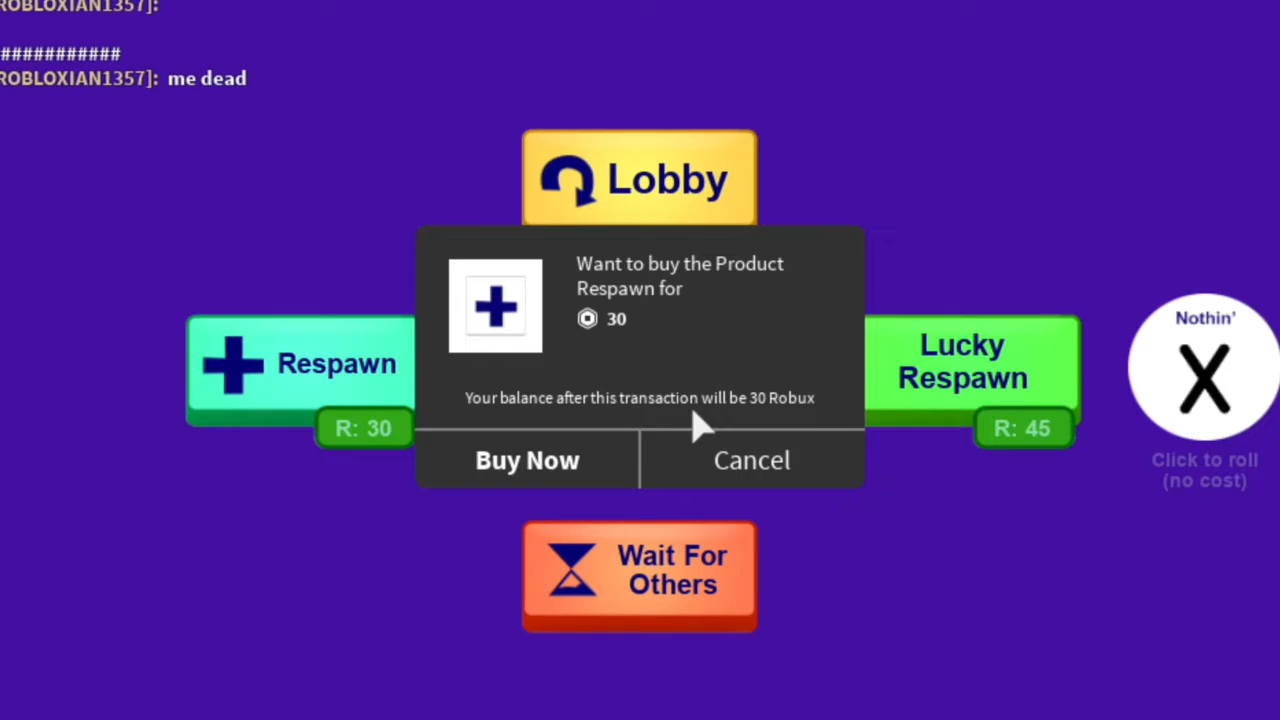 ROBLOXIAN1357]:
###########
ROBLOXIAN1357]: me dead
Lobby
Want to buy the Product
Respawn for
30
Your balance after this transaction will be 30 Robux
Buy Now
Cancel
Respawn
R: 30
Lucky
Respawn
R: 45
Nothin'
X
Click to roll
(no cost)
Wait For
Others